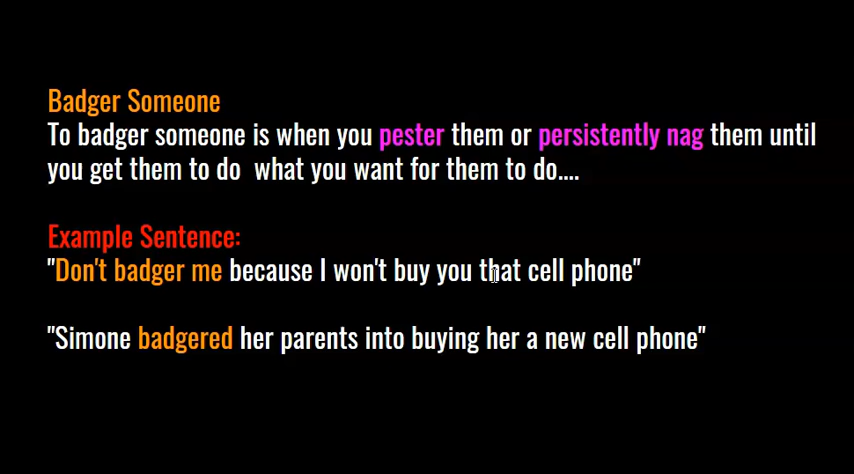 Badger Someone
To badger someone is when you pester them or persistently nag them until
you get them to do  what you want for them to do....
Example Sentence:
"Don't badger me because I won't buy you that cell phone"
"Simone badgered her parents into buying her a new cell phone"